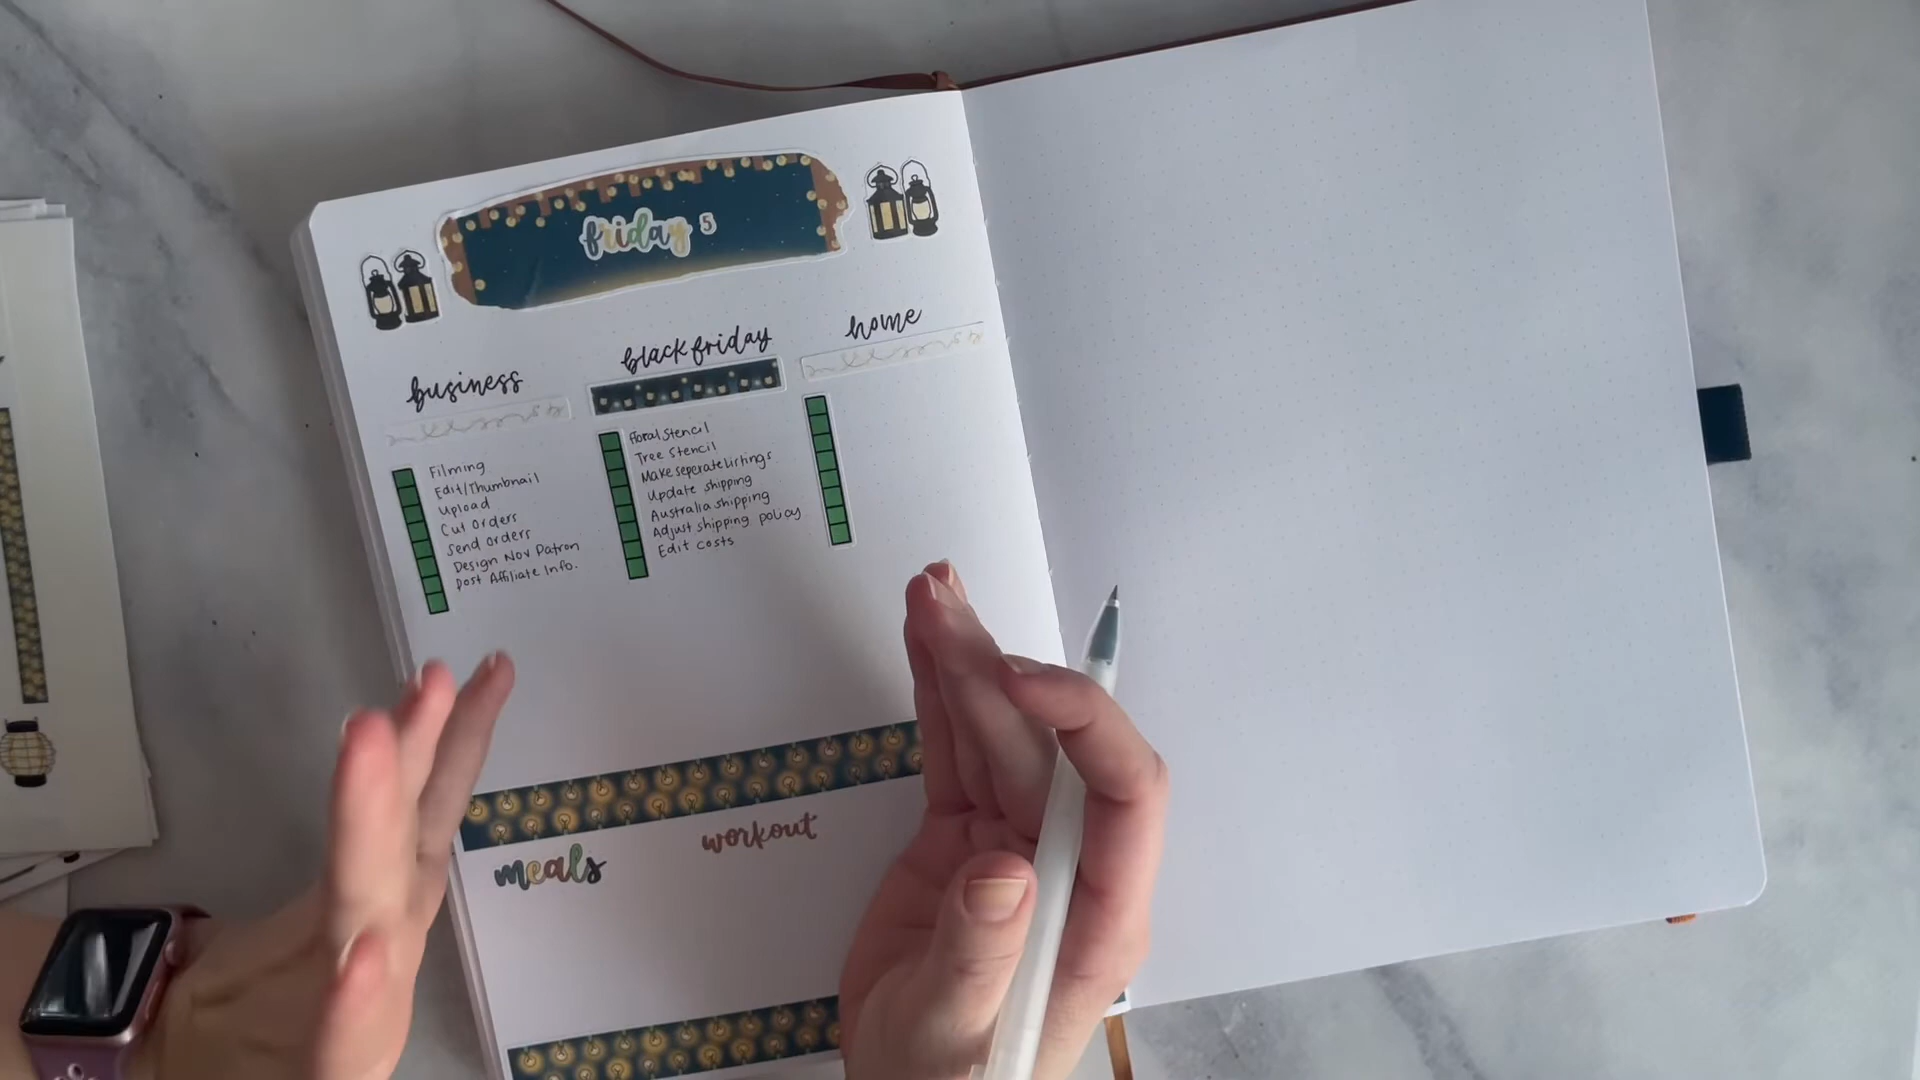 friday 5
business
black friday
home
Filming
Edit/Thumbnail
Upload
Cut Orders
Send Orders
Design Nov Patron
Post Affiliate Info.
Floral Stencil
Tree Stencil
Make seperate listings
Update shipping
Australia shipping
Adjust shipping policy
Edit costs
meals
workout